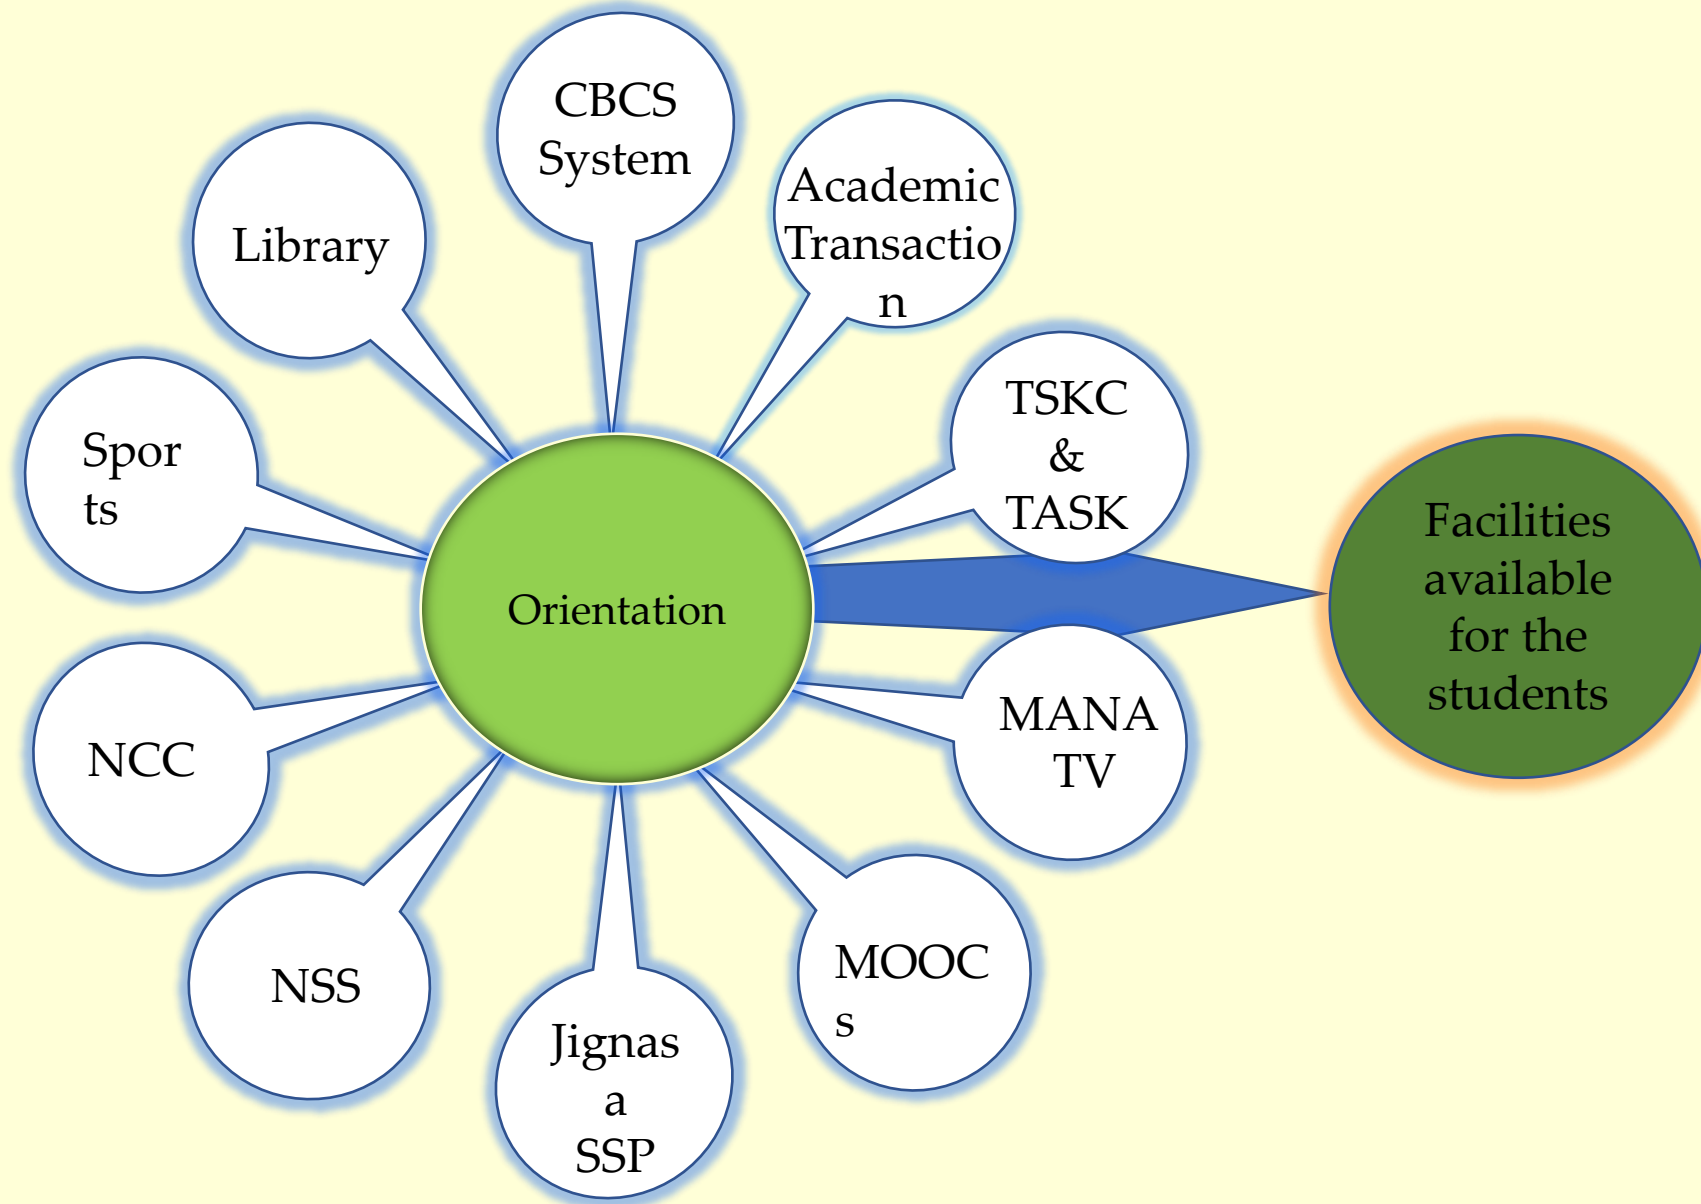 CBCS
System
Academic
Transactio
n
Library
TSKC
&
TASK
Spor
ts
Orientation
Facilities
available
for the
students
NCC
MANA
TV
NSS
MOOC
s
Jignas
a
SSP